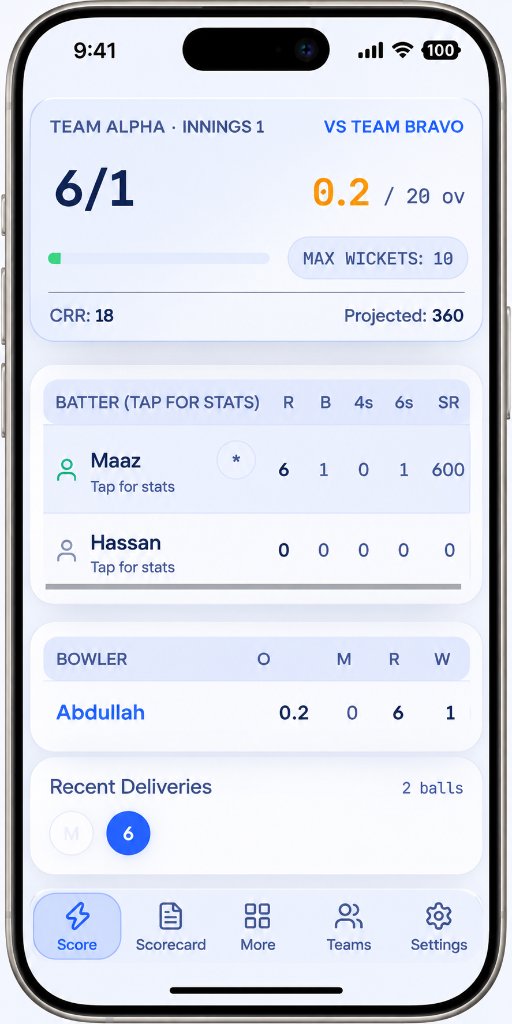 9:41
100
TEAM ALPHA · INNINGS 1 VS TEAM BRAVO
6/1 0.2 / 20 ov
MAX WICKETS: 10
CRR: 18 Projected: 360
BATTER (TAP FOR STATS) R B 4s 6s SR
Maaz * 6 1 0 1 600
Tap for stats
Hassan 0 0 0 0 0
Tap for stats
BOWLER O M R W
Abdullah 0.2 0 6 1
Recent Deliveries 2 balls
M 6
Score Scorecard More Teams Settings